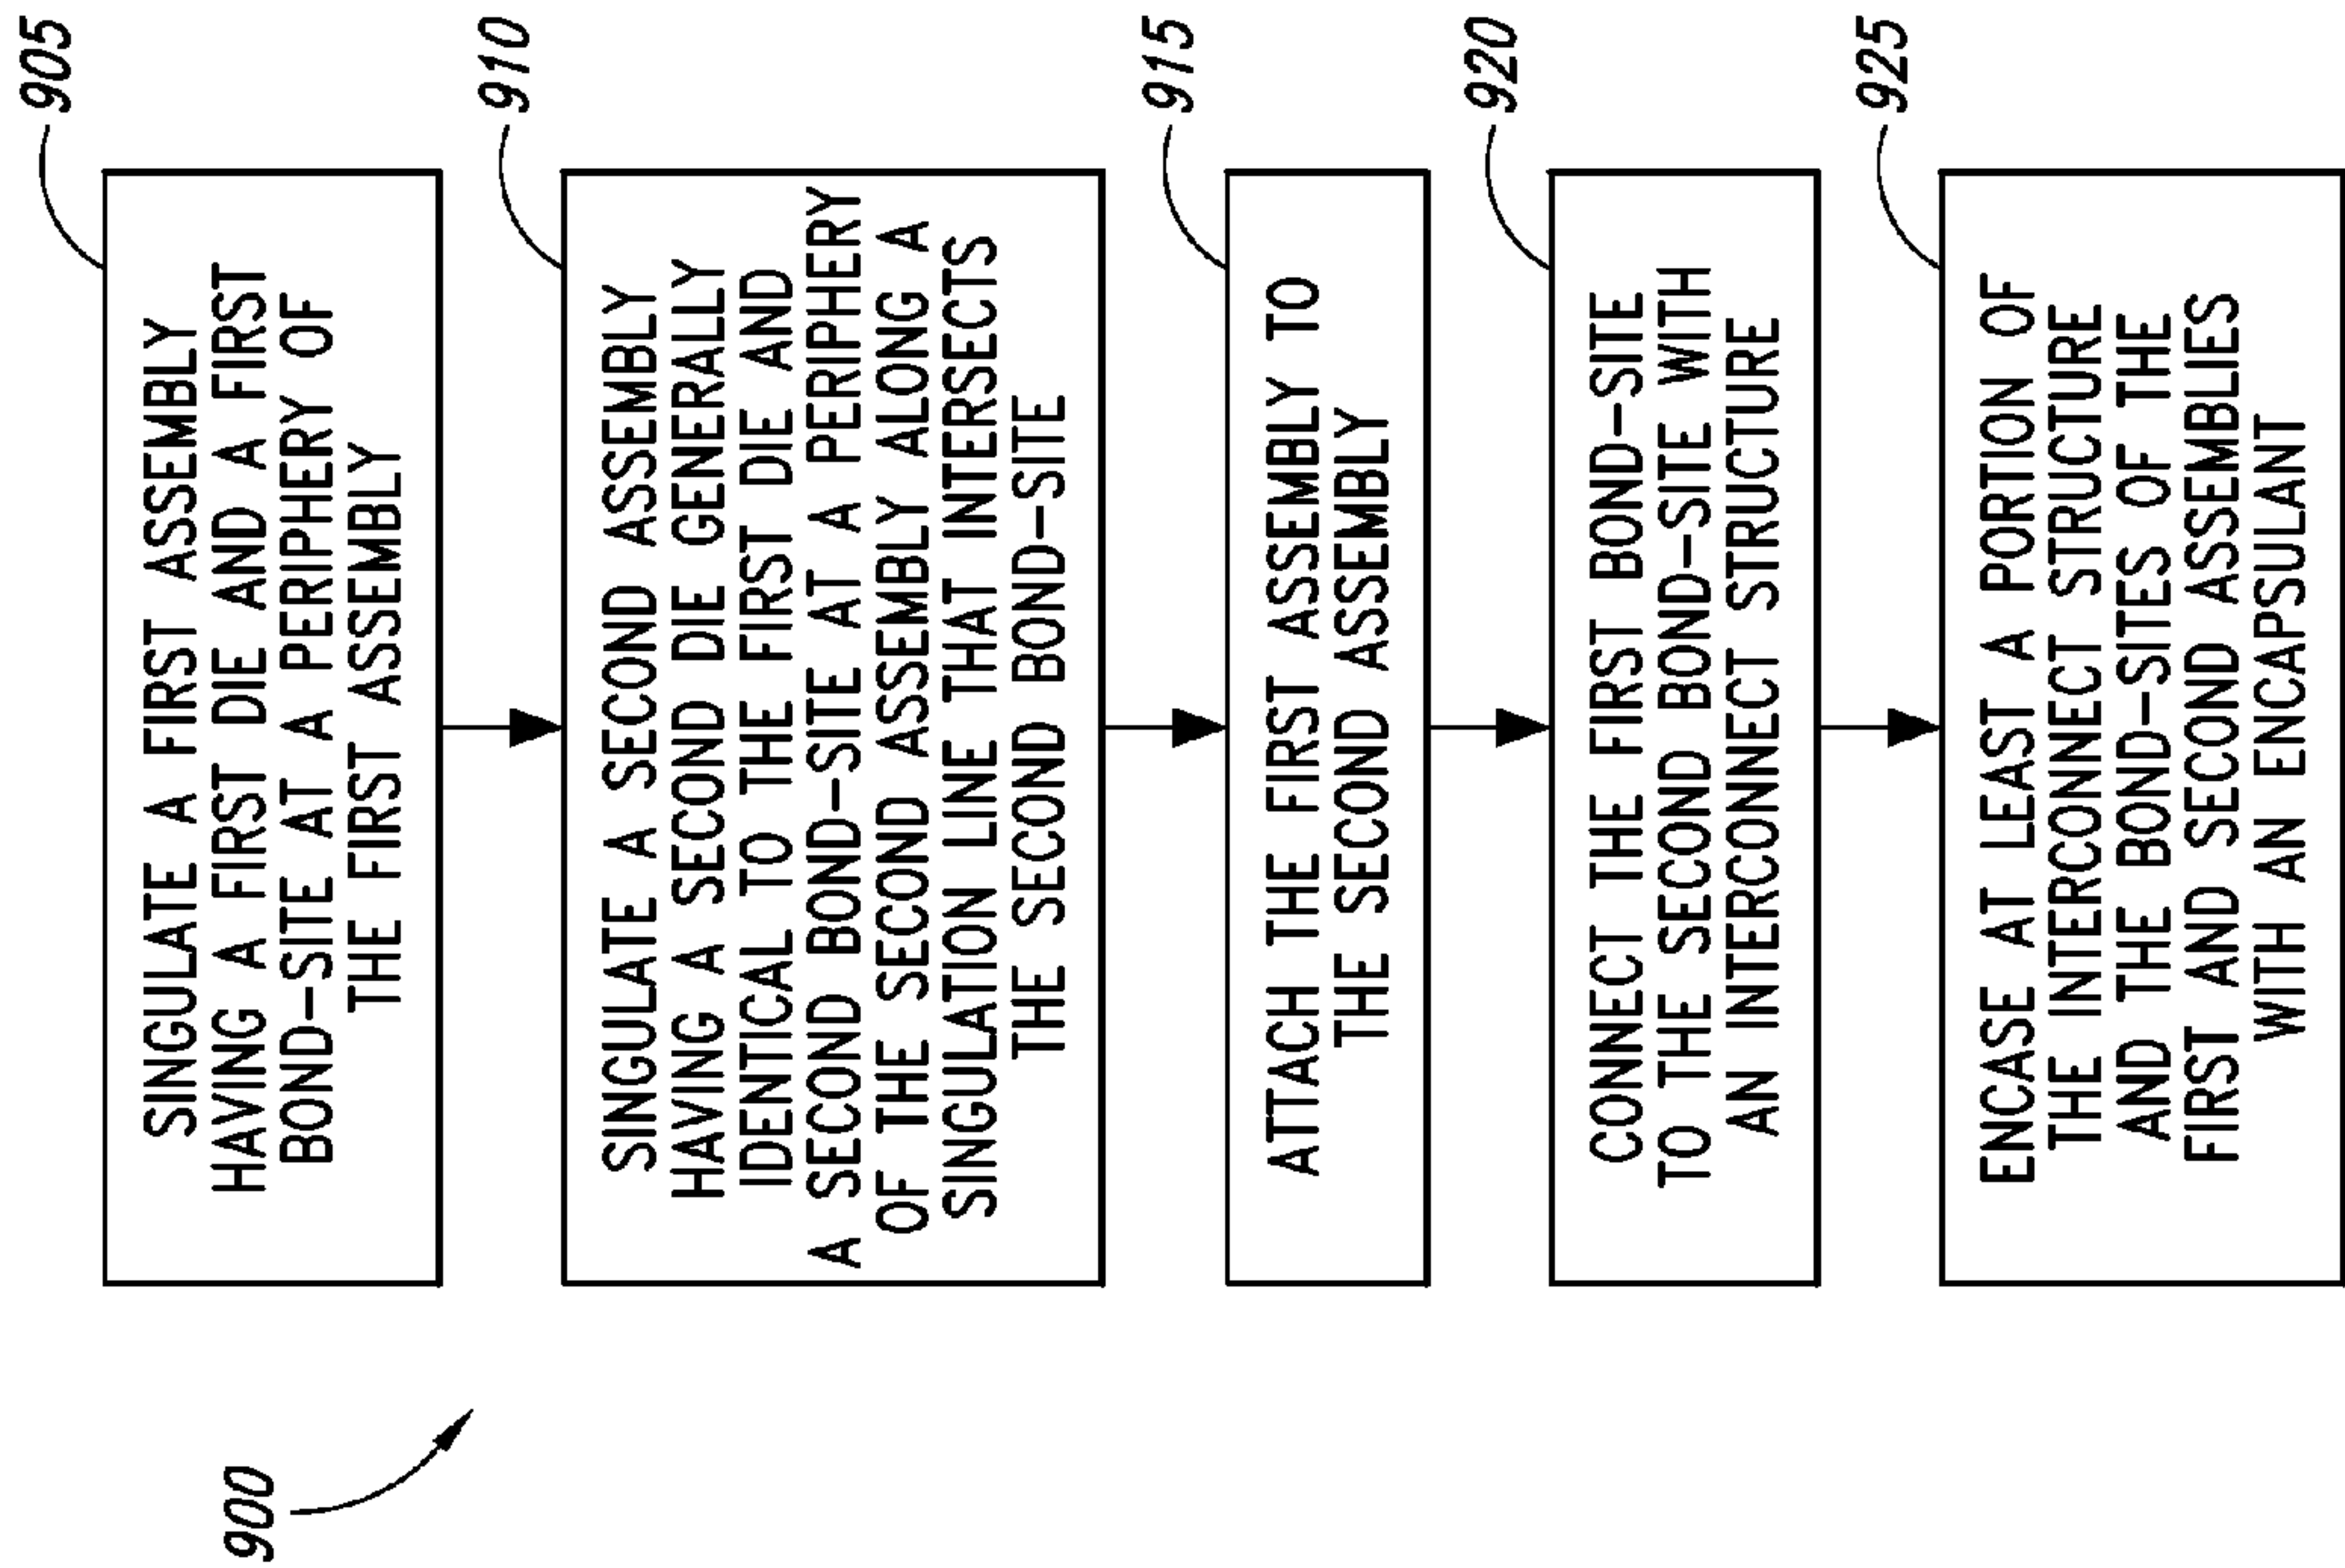 900
905
SINGULATE A FIRST ASSEMBLY
HAVING A FIRST DIE AND A FIRST
BOND-SITE AT A PERIPHERY OF
THE FIRST ASSEMBLY
910
SINGULATE A SECOND ASSEMBLY
HAVING A SECOND DIE GENERALLY
IDENTICAL TO THE FIRST DIE AND
A SECOND BOND-SITE AT A PERIPHERY
OF THE SECOND ASSEMBLY ALONG A
SINGULATION LINE THAT INTERSECTS
THE SECOND BOND-SITE
915
ATTACH THE FIRST ASSEMBLY TO
THE SECOND ASSEMBLY
920
CONNECT THE FIRST BOND-SITE
TO THE SECOND BOND-SITE WITH
AN INTERCONNECT STRUCTURE
925
ENCASE AT LEAST A PORTION OF
THE INTERCONNECT STRUCTURE
AND THE BOND-SITES OF THE
FIRST AND SECOND ASSEMBLIES
WITH AN ENCAPSULANT